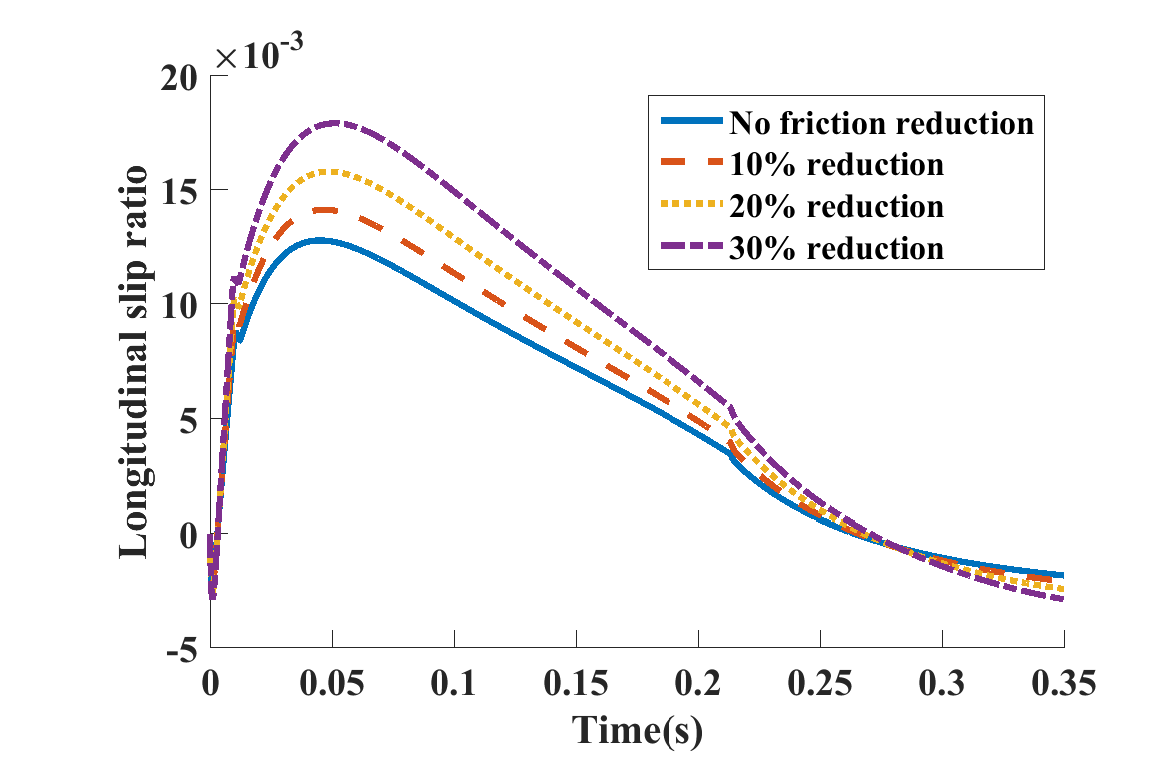 ×10-3
20
15
10
5
0
-5
Longitudinal slip ratio
No friction reduction
10% reduction
20% reduction
30% reduction
0 0.05 0.1 0.15 0.2 0.25 0.3 0.35
Time(s)